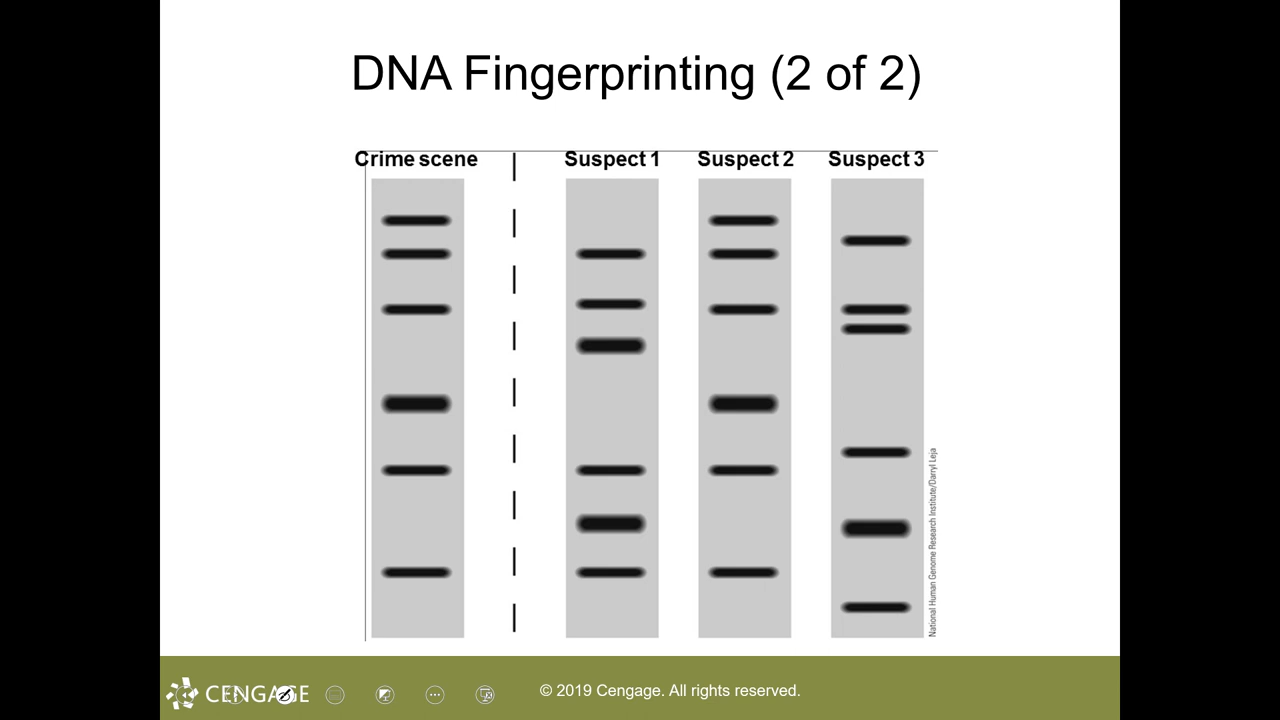 DNA Fingerprinting (2 of 2)
Crime scene
Suspect 1
Suspect 2
Suspect 3
National Human Genome Research Institute/Darryl Leja
CENGAGE
© 2019 Cengage. All rights reserved.